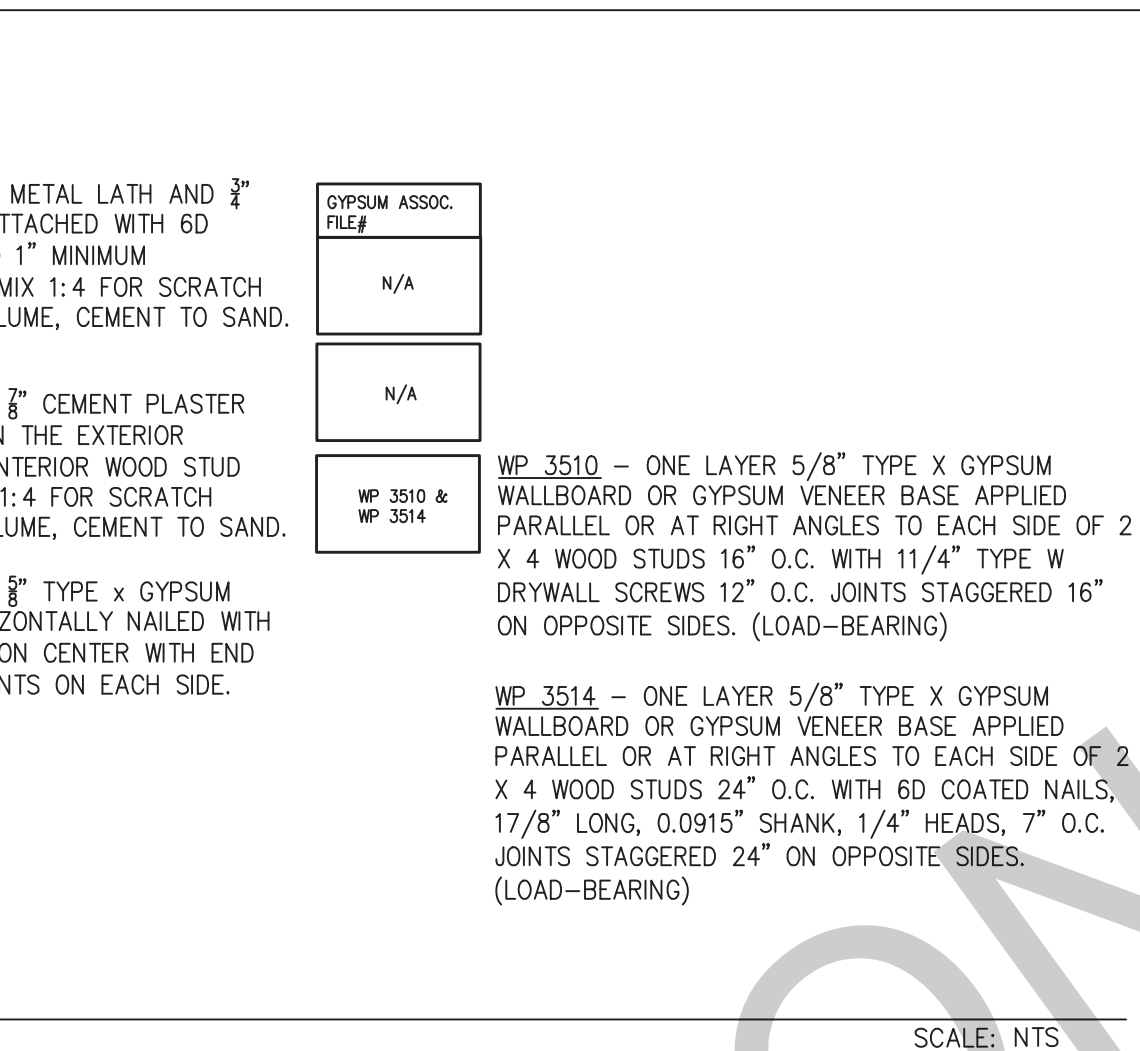 METAL LATH AND 3/4"
TTACHED WITH 6D
1" MINIMUM
MIX 1:4 FOR SCRATCH
LUME, CEMENT TO SAND.
7/8" CEMENT PLASTER
N THE EXTERIOR
NTERIOR WOOD STUD
1:4 FOR SCRATCH
LUME, CEMENT TO SAND.
5/8" TYPE x GYPSUM
ZONTALLY NAILED WITH
ON CENTER WITH END
NTS ON EACH SIDE.
GYPSUM ASSOC.
FILE#
N/A
N/A
WP 3510 &
WP 3514
WP 3510 – ONE LAYER 5/8" TYPE X GYPSUM
WALLBOARD OR GYPSUM VENEER BASE APPLIED
PARALLEL OR AT RIGHT ANGLES TO EACH SIDE OF 2
X 4 WOOD STUDS 16" O.C. WITH 11/4" TYPE W
DRYWALL SCREWS 12" O.C. JOINTS STAGGERED 16"
ON OPPOSITE SIDES. (LOAD–BEARING)
WP 3514 – ONE LAYER 5/8" TYPE X GYPSUM
WALLBOARD OR GYPSUM VENEER BASE APPLIED
PARALLEL OR AT RIGHT ANGLES TO EACH SIDE OF 2
X 4 WOOD STUDS 24" O.C. WITH 6D COATED NAILS,
17/8" LONG, 0.0915" SHANK, 1/4" HEADS, 7" O.C.
JOINTS STAGGERED 24" ON OPPOSITE SIDES.
(LOAD–BEARING)
SCALE: NTS